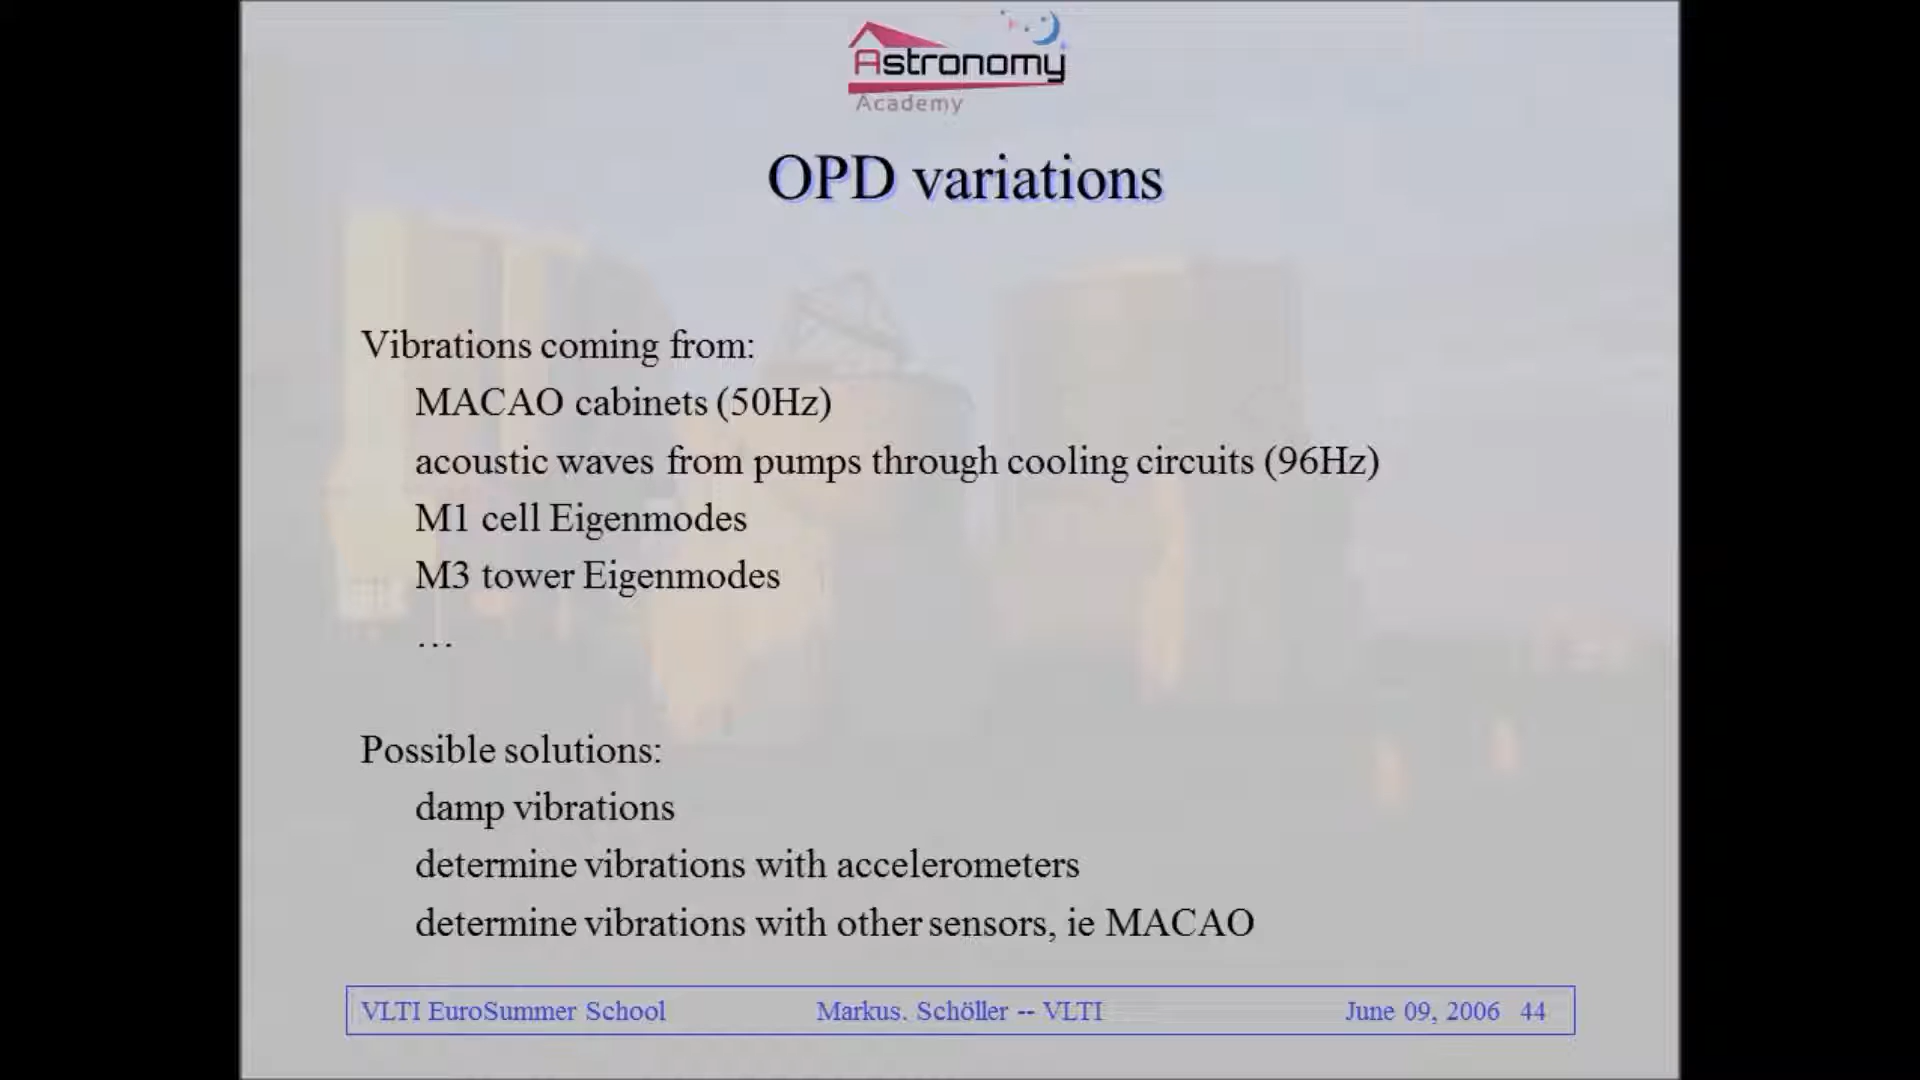 Astronomy
Academy
OPD variations
Vibrations coming from:
MACAO cabinets (50Hz)
acoustic waves from pumps through cooling circuits (96Hz)
M1 cell Eigenmodes
M3 tower Eigenmodes
…
Possible solutions:
damp vibrations
determine vibrations with accelerometers
determine vibrations with other sensors, ie MACAO
VLTI EuroSummer School Markus. Schöller -- VLTI June 09, 2006 44